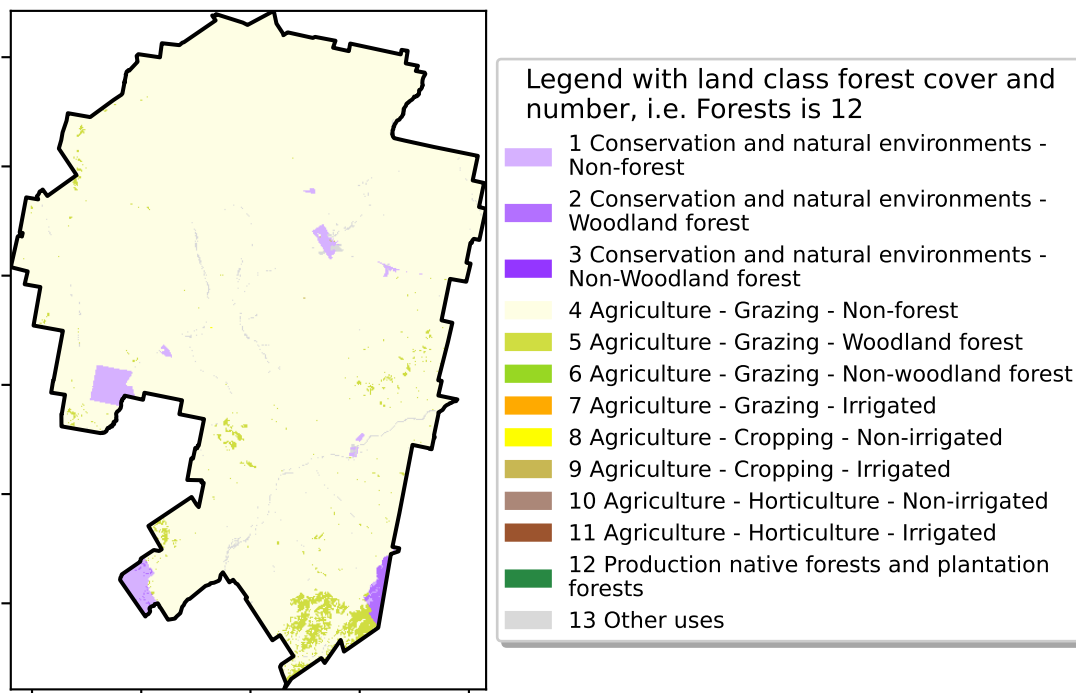 Legend with land class forest cover and
number, i.e. Forests is 12
1 Conservation and natural environments -
Non-forest
2 Conservation and natural environments -
Woodland forest
3 Conservation and natural environments -
Non-Woodland forest
4 Agriculture - Grazing - Non-forest
5 Agriculture - Grazing - Woodland forest
6 Agriculture - Grazing - Non-woodland forest
7 Agriculture - Grazing - Irrigated
8 Agriculture - Cropping - Non-irrigated
9 Agriculture - Cropping - Irrigated
10 Agriculture - Horticulture - Non-irrigated
11 Agriculture - Horticulture - Irrigated
12 Production native forests and plantation
forests
13 Other uses